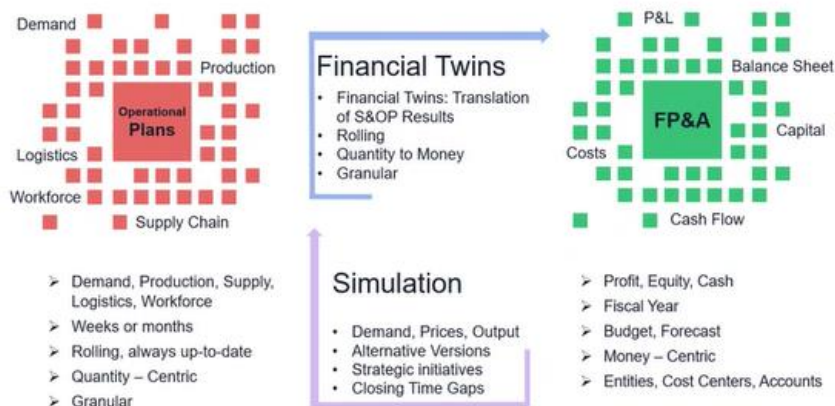 Demand
Production
Operational
Plans
Logistics
Workforce
Supply Chain
➢ Demand, Production, Supply,
Logistics, Workforce
➢ Weeks or months
➢ Rolling, always up-to-date
➢ Quantity – Centric
➢ Granular
Financial Twins
• Financial Twins: Translation
of S&OP Results
• Rolling
• Quantity to Money
• Granular
Simulation
• Demand, Prices, Output
• Alternative Versions
• Strategic initiatives
• Closing Time Gaps
P&L
Balance Sheet
FP&A
Capital
Costs
Cash Flow
➢ Profit, Equity, Cash
➢ Fiscal Year
➢ Budget, Forecast
➢ Money – Centric
➢ Entities, Cost Centers, Accounts